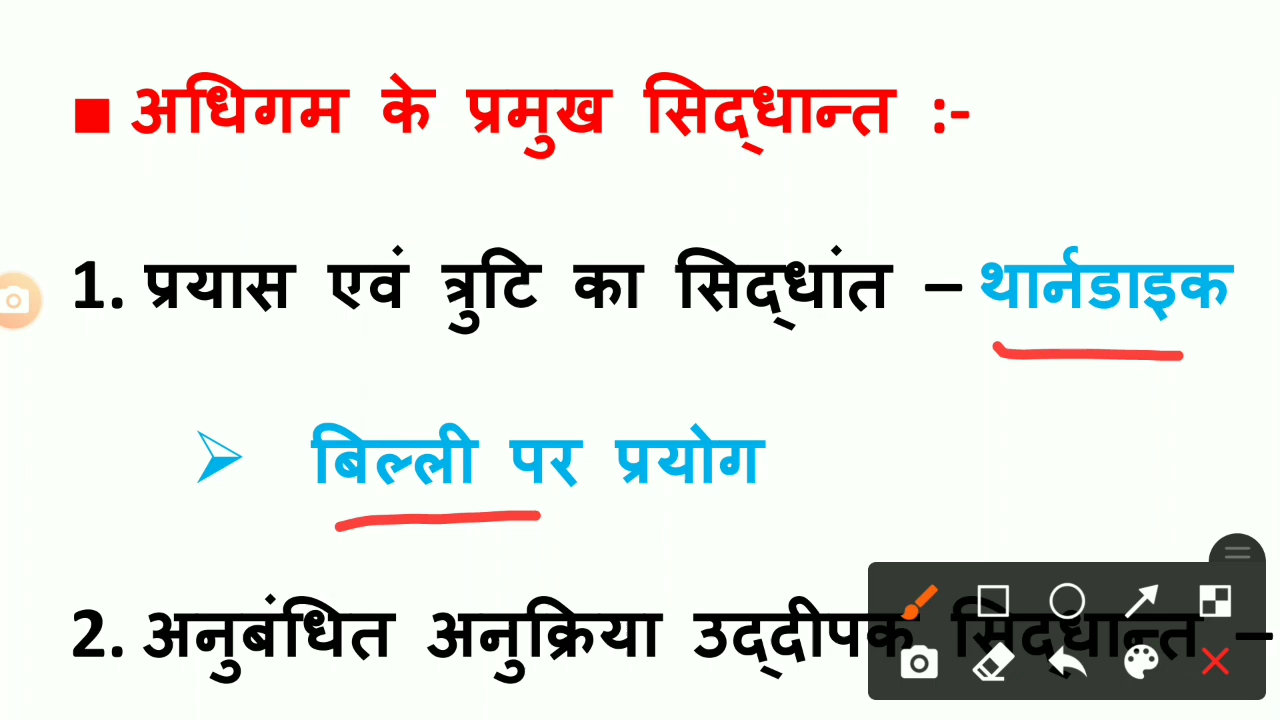 ■ अधिगम के प्रमुख सिद्धान्त :-
1. प्रयास एवं त्रुटि का सिद्धांत – थार्नडाइक
➢ बिल्ली पर प्रयोग
2. अनुबंधित अनुक्रिया उद्दीपक सिद्धान्त –